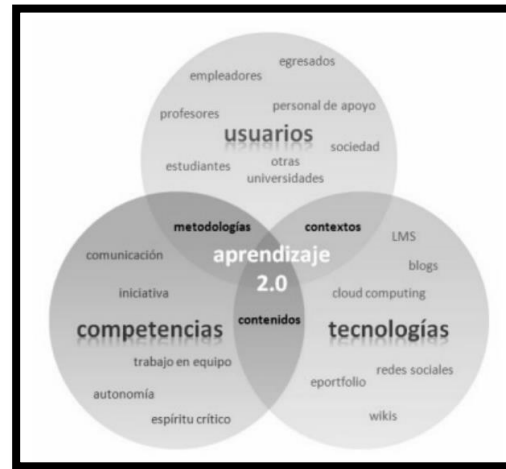 egresados
empleadores
personal de apoyo
profesores
usuarios
sociedad
otras
estudiantes
universidades
metodologías
contextos
LMS
comunicación
aprendizaje
blogs
2.0
iniciativa
cloud computing
contenidos
competencias
tecnologías
trabajo en equipo
redes sociales
eportfolio
autonomía
espíritu crítico
wikis